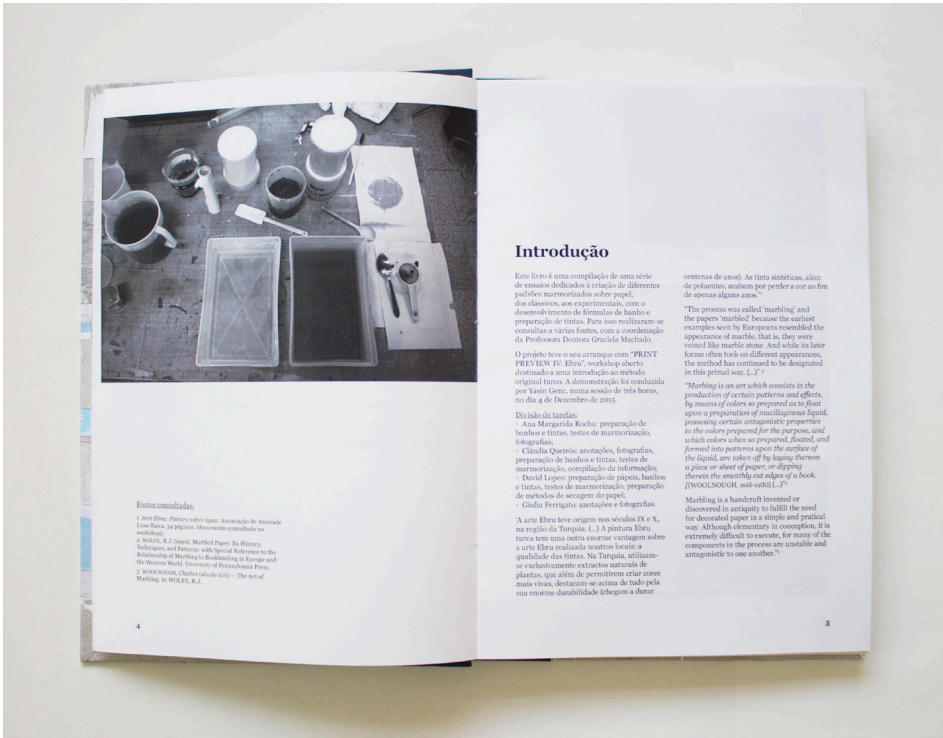 Fontes consultadas:
1 Arte Ebru: Pintura sobre água. Associação de Amizade
Luso-Turca. 34 páginas. (documento consultado no
workshop);
2 WOLFE, R.J. (1990). Marbled Paper: Its History,
Techniques, and Patterns: with Special Reference to the
Relationship of Marbling to Bookbinding in Europe and
the Western World. University of Pennsylvania Press.
3 WOOLNOUGH, Charles (século XIX) — The Art of
Marbling. In WOLFE, R.J.
4
Introdução
Este livro é uma compilação de uma série
de ensaios dedicados à criação de diferentes
padrões marmorizados sobre papel,
dos clássicos, aos experimentais, com o
desenvolvimento de fórmulas de banho e
preparação de tintas. Para isso realizaram-se
consultas a várias fontes, com a coordenação
da Professora Doutora Graciela Machado.
O projeto teve o seu arranque com "PRINT
PREVIEW IV: Ebru", workshop aberto
destinado a uma introdução ao método
original turco. A demonstração foi conduzida
por Yasin Genc, numa sessão de três horas,
no dia 4 de Dezembro de 2015.
Divisão de tarefas:
· Ana Margarida Rocha: preparação de
banhos e tintas, testes de marmorização,
fotografias;
· Cláudia Queirós: anotações, fotografias,
preparação de banhos e tintas, testes de
marmorização, compilação da informação;
· David Lopes: preparação de pápeis, banhos
e tintas, testes de marmorização, preparação
de métodos de secagem do papel;
· Giulia Ferrigato: anotações e fotografias.
'A arte Ebru teve origem nos séculos IX e X,
na região da Turquia. (...) A pintura Ebru
turca tem uma outra enorme vantagem sobre
a arte Ebru realizada noutros locais: a
qualidade das tintas. Na Turquia, utilizam-
se exclusivamente extractos naturais de
plantas, que além de permitirem criar cores
mais vivas, destacam-se acima de tudo pela
sua enorme durabilidade (chegam a durar
centenas de anos). As tinta sintéticas, além
de poluentes, acabam por perder a cor ao fim
de apenas alguns anos."¹
"The process was called 'marbling' and
the papers 'marbled' because the earliest
examples seen by Europeans resembled the
appearance of marble, that is, they were
veined like marble stone. And while its later
forms often took on different appearances,
the method has continued to be designated
in this primal way. (...)" ²
"Marbing is an art which consists in the
production of certain patterns and effects,
by means of colors so prepared as to float
upon a preparation of mucillaginous liquid,
possesing certain antagonistic properties
to the colors prepared for the purpose, and
which colors when so prepared, floated, and
formed into patterns upon the surface of
the liquid, are taken off by laying thereon
a piece or sheet of paper, or dipping
therein the smoothly cut edges of a book.
[(WOOLNOUGH, mid-19th)] (...)"³
Marbling is a handcraft invented or
discovered in antiquity to fulfill the need
for decorated paper in a simple and pratical
way. Although elementary in conception, it is
extremely difficult to execute, for many of the
components in the process are unstable and
antagonistic to one another."²
5